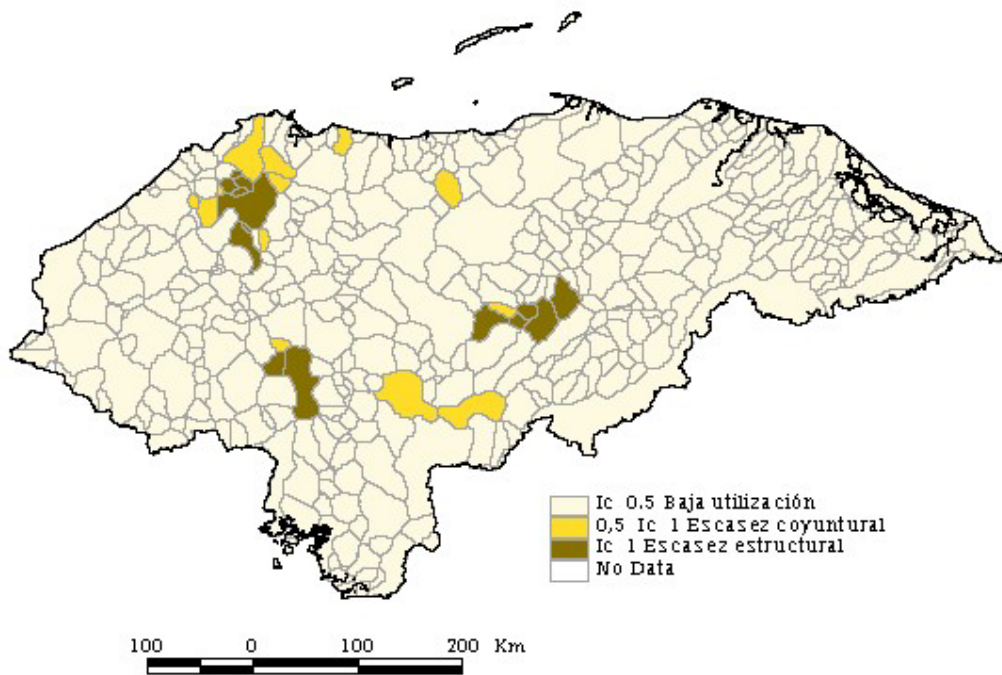 Ic 0.5 Baja utilización
0,5 Ic 1 Escasez coyuntural
Ic 1 Escasez estructural
No Data
100 0 100 200 Km